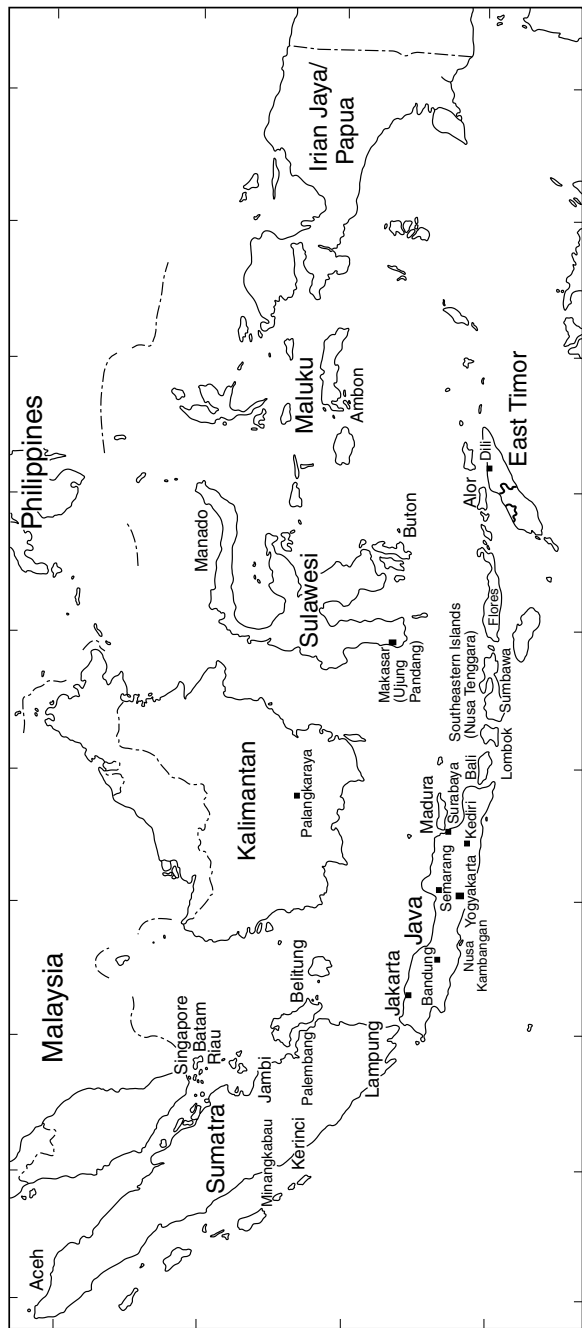 Philippines
Malaysia
Aceh
Singapore
Batam
Riau
Sumatra
Jambi
Minangkabau
Kerinci
Palembang
Belitung
Lampung
Kalimantan
Palangkaraya
Manado
Sulawesi
Makasar
(Ujung
Pandang)
Buton
Maluku
Ambon
Irian Jaya/
Papua
Jakarta
Java
Bandung
Semarang
Yogyakarta
Nusa
Kambangan
Madura
Surabaya
Kediri
Bali
Lombok
Southeastern Islands
(Nusa Tenggara)
Sumbawa
Flores
Alor
Dili
East Timor